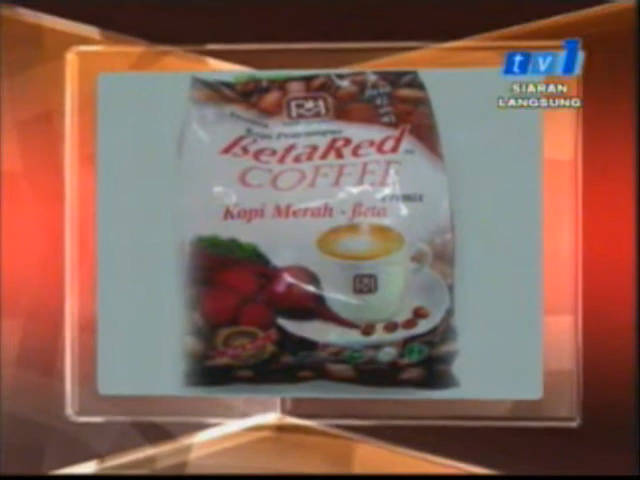 tv1
SIARAN
LANGSUNG
BetaRed
COFFEE
Kopi Merah - Beta